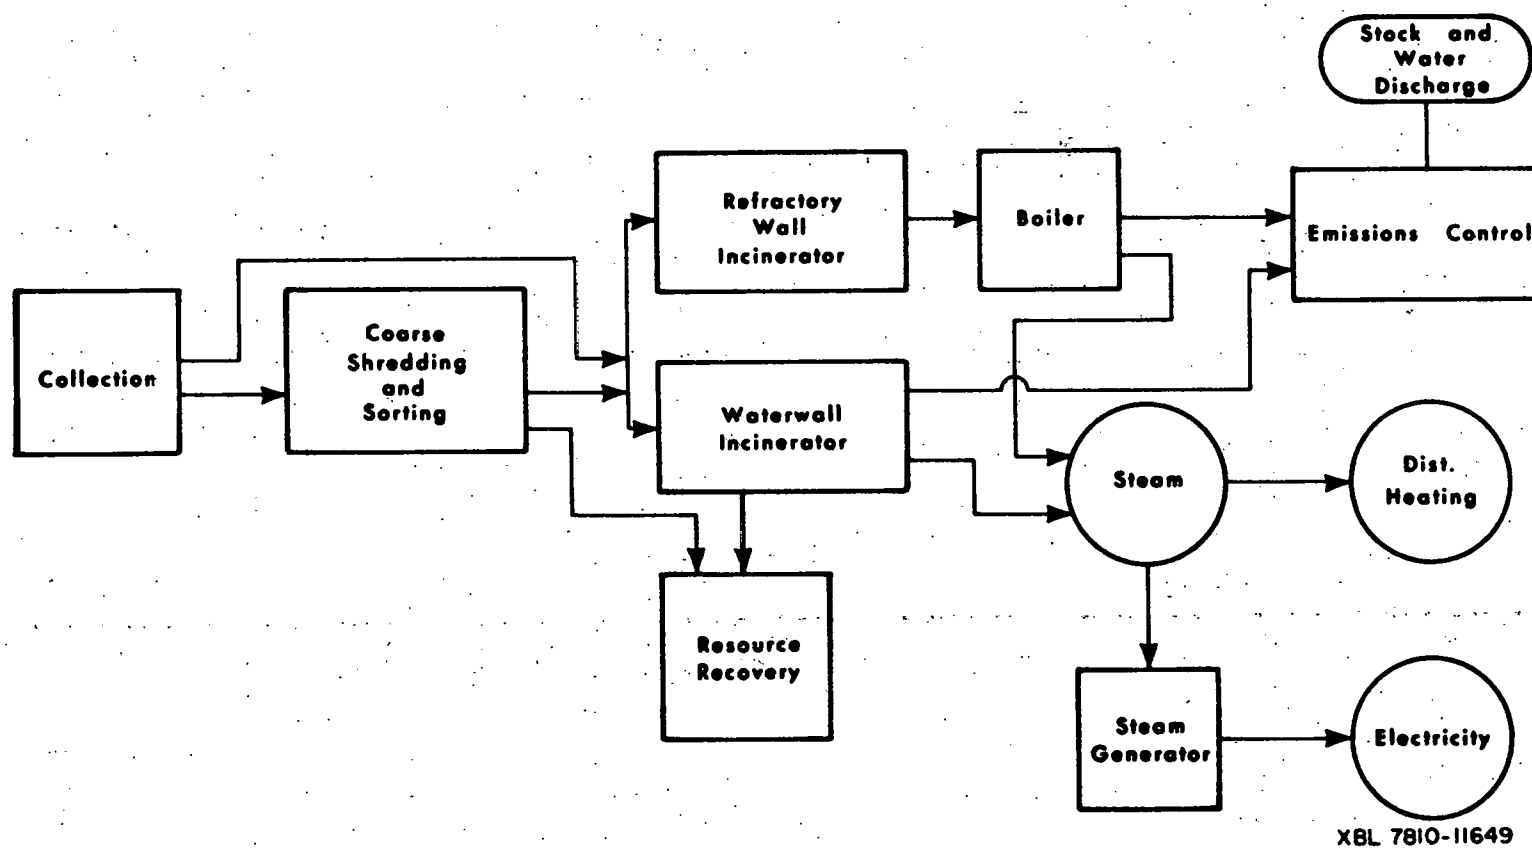 Stack and
Water
Discharge
Refractory
Wall
Incinerator
Boiler
Emissions Control
Collection
Coarse
Shredding
and
Sorting
Waterwall
Incinerator
Steam
Dist.
Heating
Resource
Recovery
Steam
Generator
Electricity
XBL 7810-11649